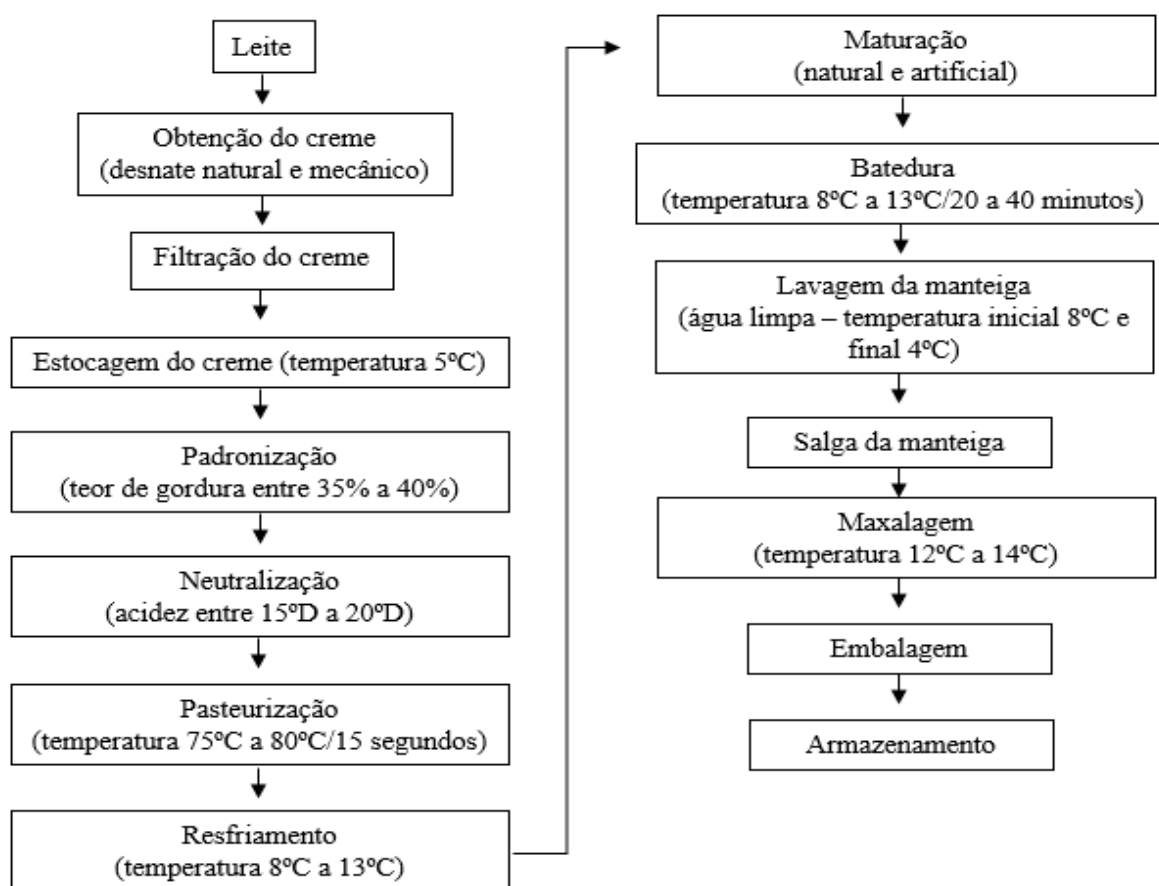 Leite
Obtenção do creme
(desnate natural e mecânico)
Filtração do creme
Estocagem do creme (temperatura 5ºC)
Padronização
(teor de gordura entre 35% a 40%)
Neutralização
(acidez entre 15ºD a 20ºD)
Pasteurização
(temperatura 75ºC a 80ºC/15 segundos)
Resfriamento
(temperatura 8ºC a 13ºC)
Maturação
(natural e artificial)
Batedura
(temperatura 8ºC a 13ºC/20 a 40 minutos)
Lavagem da manteiga
(água limpa – temperatura inicial 8ºC e
final 4ºC)
Salga da manteiga
Maxalagem
(temperatura 12ºC a 14ºC)
Embalagem
Armazenamento